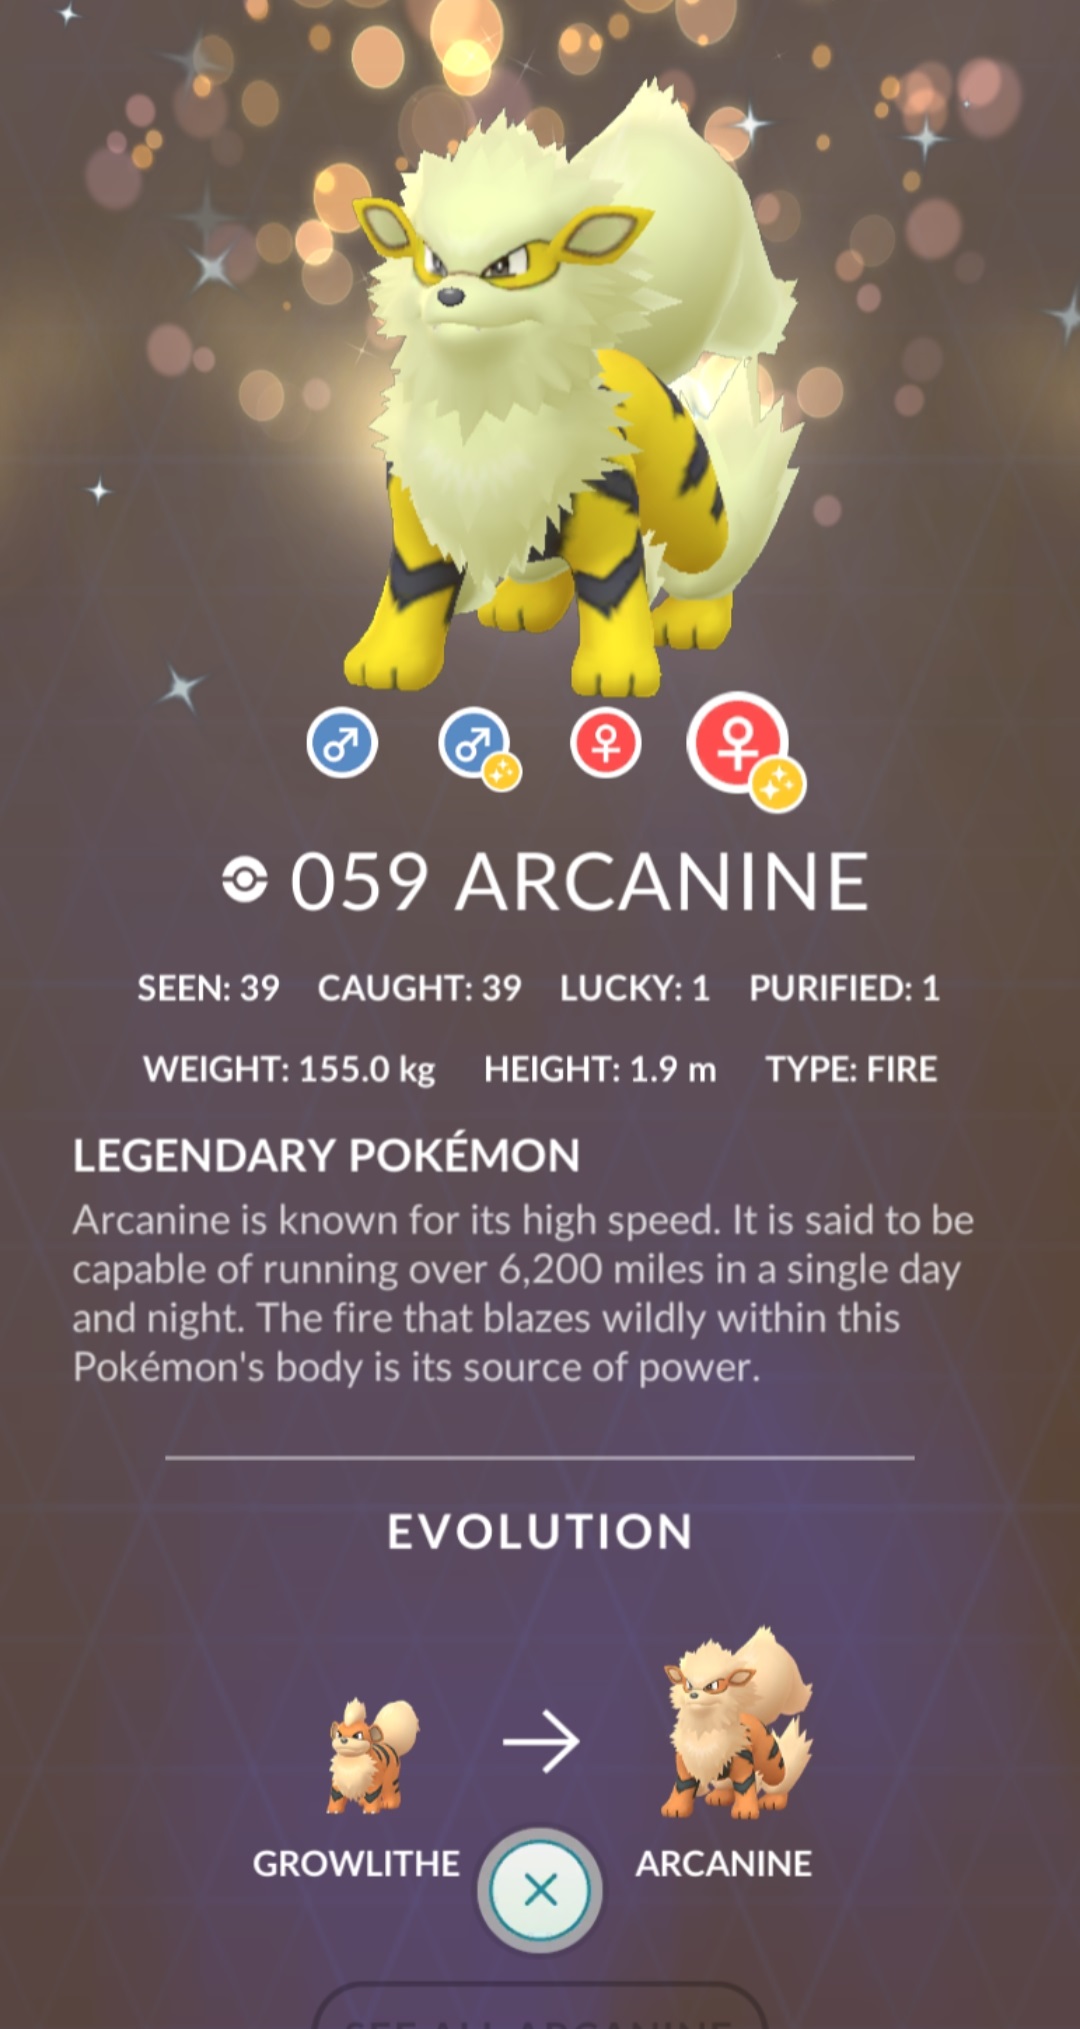 059 ARCANINE
SEEN: 39 CAUGHT: 39 LUCKY: 1 PURIFIED: 1
WEIGHT: 155.0 kg HEIGHT: 1.9 m TYPE: FIRE
LEGENDARY POKÉMON
Arcanine is known for its high speed. It is said to be
capable of running over 6,200 miles in a single day
and night. The fire that blazes wildly within this
Pokémon's body is its source of power.
EVOLUTION
GROWLITHE ARCANINE
SEE ALL ARCANINE